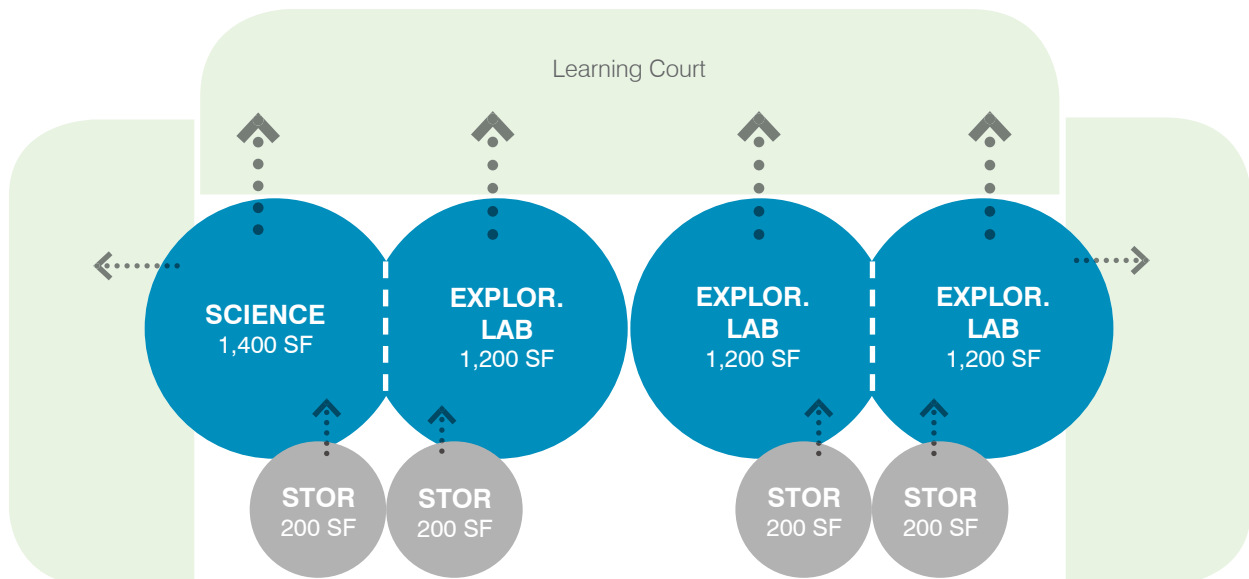 Learning Court
SCIENCE
1,400 SF
EXPLOR.
LAB
1,200 SF
EXPLOR.
LAB
1,200 SF
EXPLOR.
LAB
1,200 SF
STOR
200 SF
STOR
200 SF
STOR
200 SF
STOR
200 SF